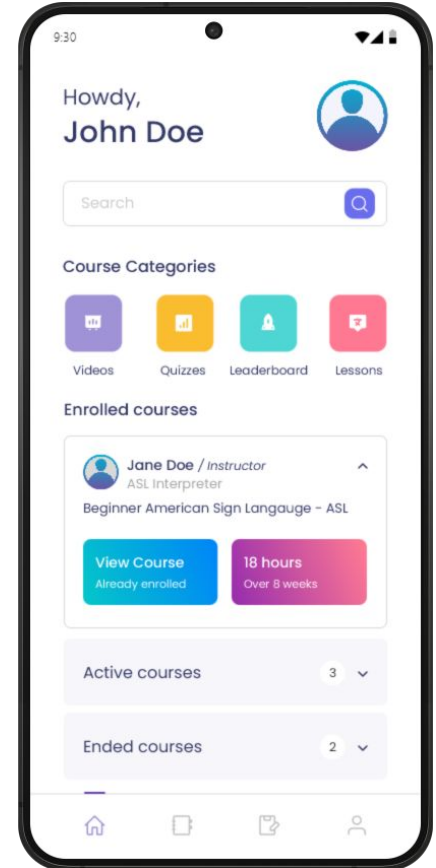 9:30
Howdy,
John Doe
Search
Course Categories
Videos Quizzes Leaderboard Lessons
Enrolled courses
Jane Doe / Instructor
ASL Interpreter
Beginner American Sign Langauge - ASL
View Course 18 hours
Already enrolled Over 8 weeks
Active courses 3
Ended courses 2